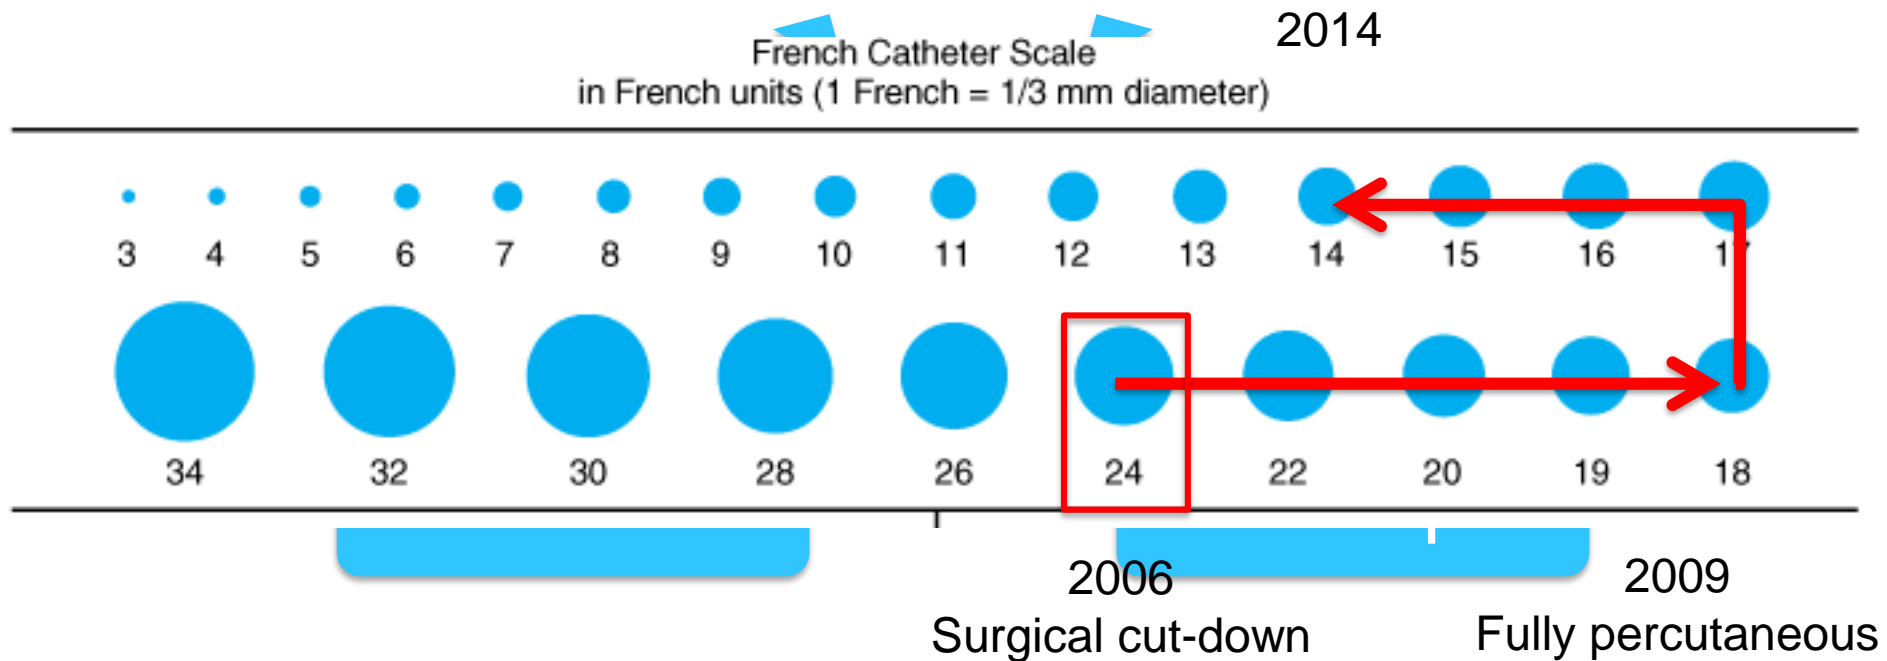 2014
French Catheter Scale
in French units (1 French = 1/3 mm diameter)
3 4 5 6 7 8 9 10 11 12 13 14 15 16 17
34 32 30 28 26 24 22 20 19 18
2006 2009
Surgical cut-down Fully percutaneous